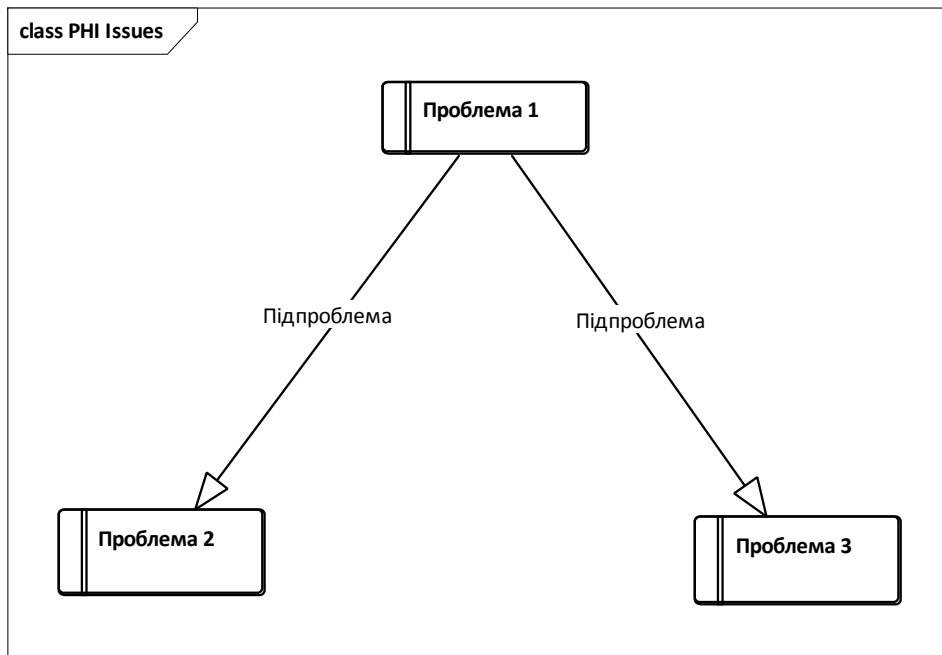 class PHI Issues
Проблема 1
Підпроблема
Підпроблема
Проблема 2
Проблема 3